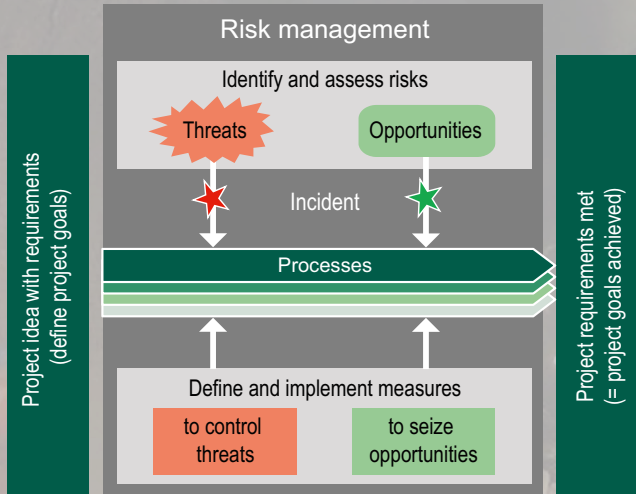 Risk management
Identify and assess risks
Threats
Opportunities
Incident
Processes
Define and implement measures
to control
threats
to seize
opportunities
Project idea with requirements
(define project goals)
Project requirements met
(= project goals achieved)